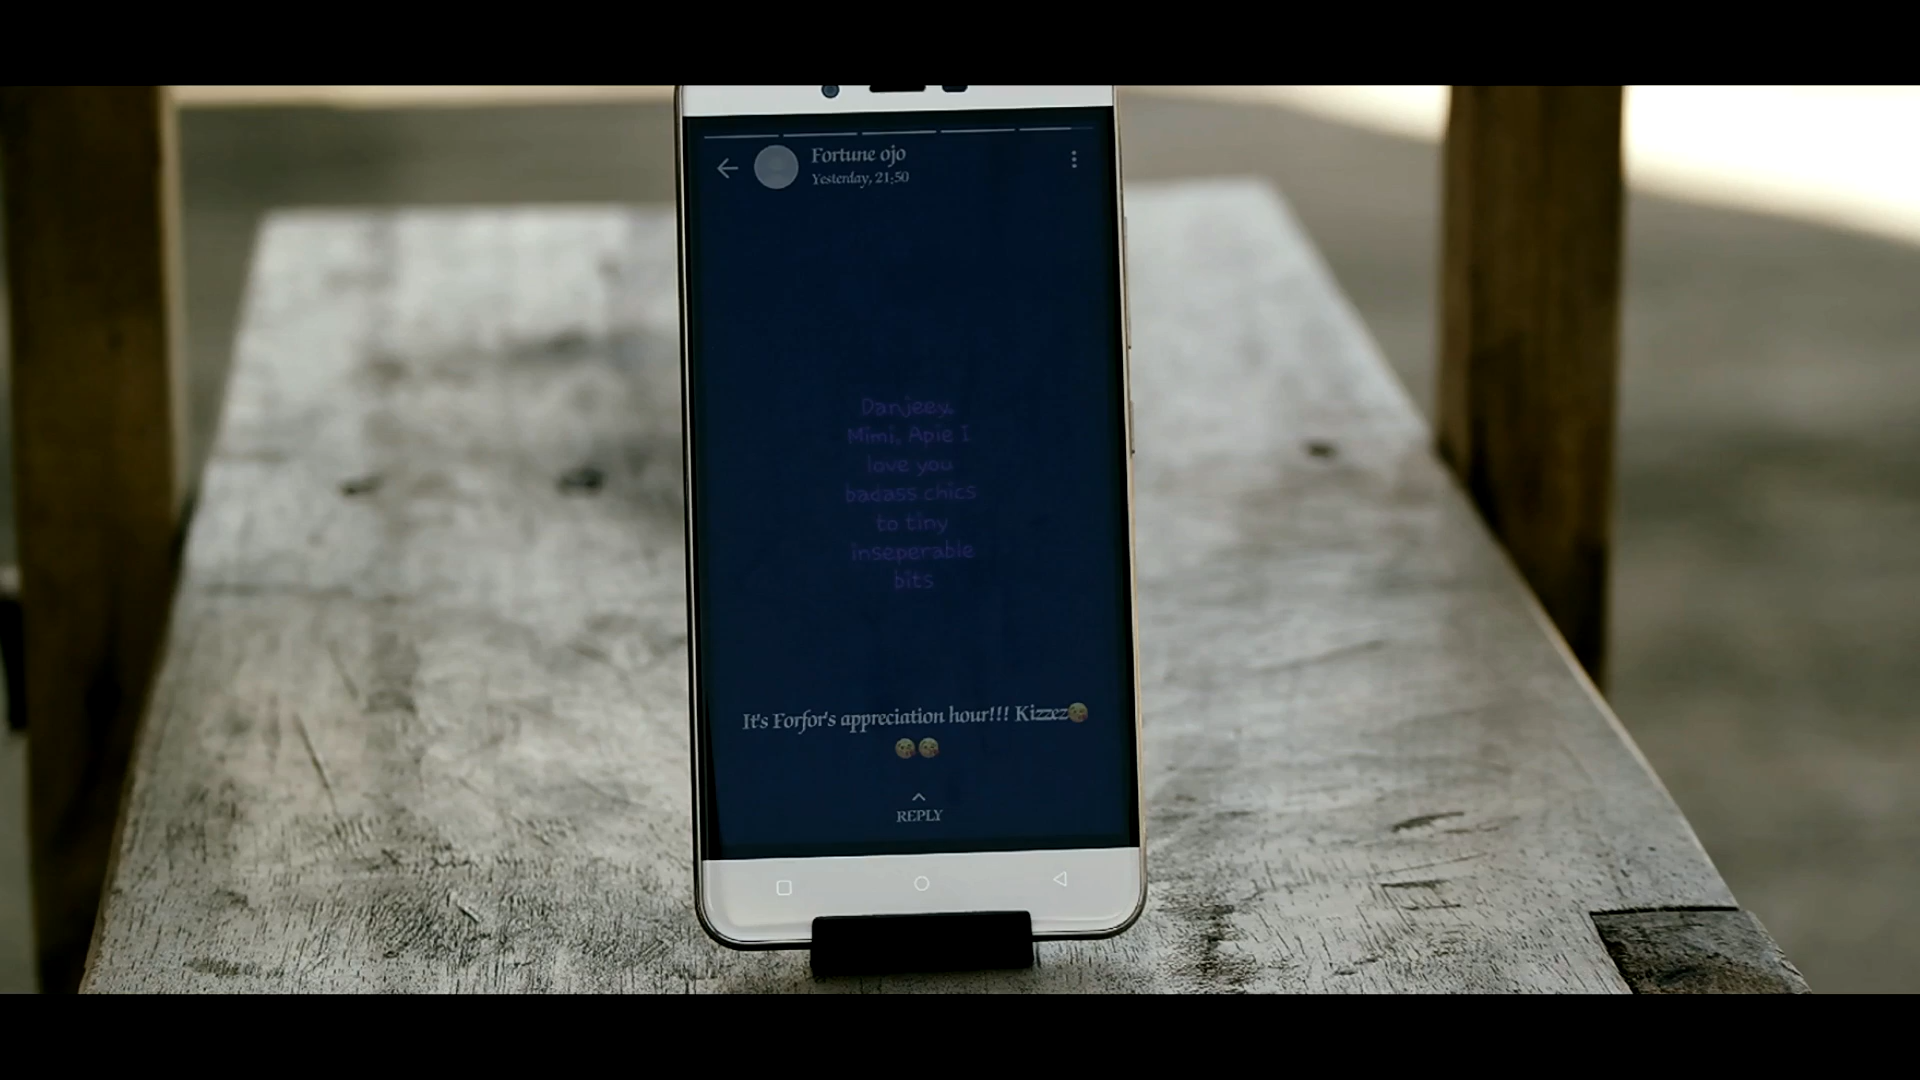 Fortune ojo
Yesterday, 21:50
Danjeey,
Mimi, Apie I
love you
badass chics
to tiny
inseperable
bits
It's Forfor's appreciation hour!!! Kizzez😘
😘😘
REPLY